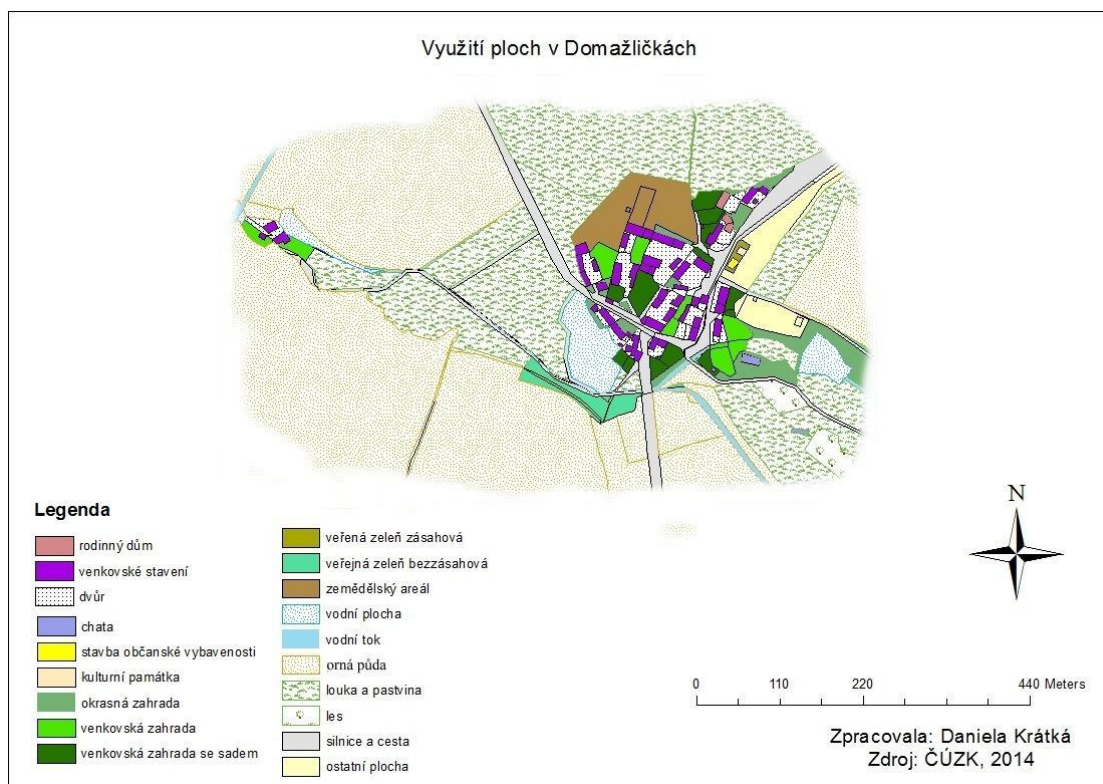 Využití ploch v Domažličkách
Legenda
rodinný dům
venkovské stavení
dvůr
chata
stavba občanské vybavenosti
kulturní památka
okrasná zahrada
venkovská zahrada
venkovská zahrada se sadem
veřená zeleň zásahová
veřejná zeleň bezzásahová
zemědělský areál
vodní plocha
vodní tok
orná půda
louka a pastvina
les
silnice a cesta
ostatní plocha
N
0 110 220 440 Meters
Zpracovala: Daniela Krátká
Zdroj: ČÚZK, 2014